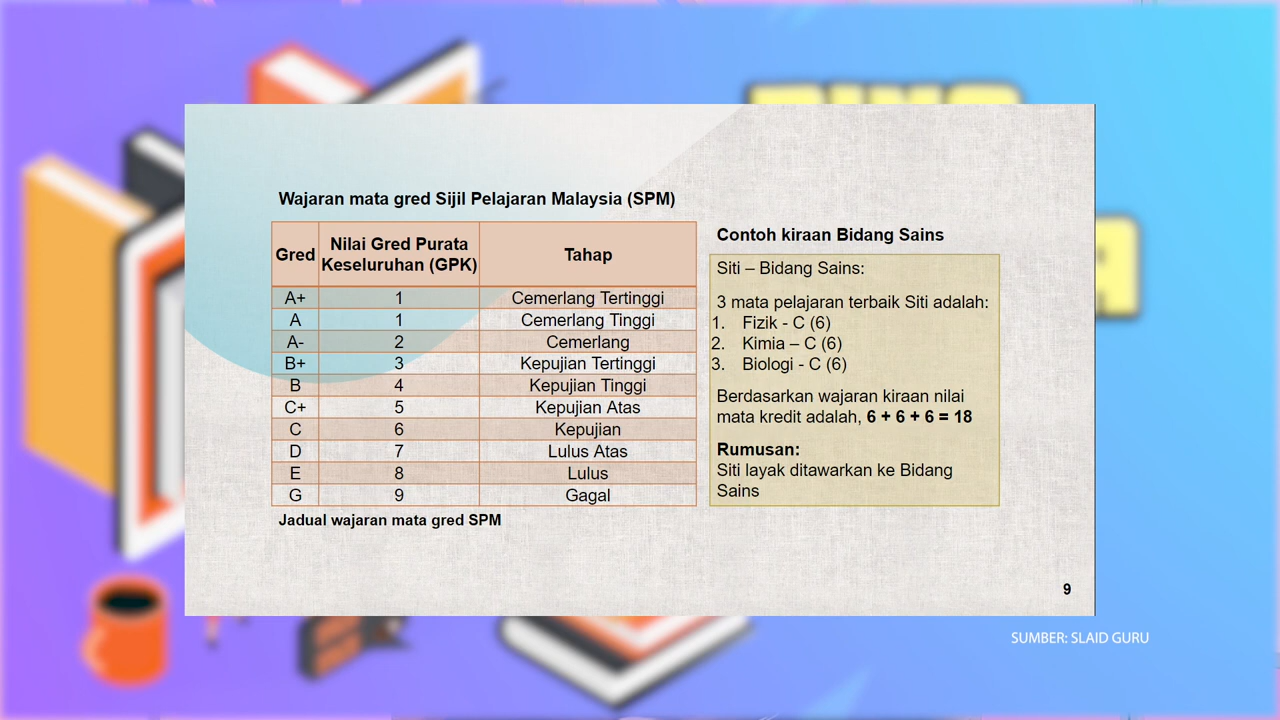 Wajaran mata gred Sijil Pelajaran Malaysia (SPM)
Gred Nilai Gred Purata Keseluruhan (GPK) Tahap
A+ 1 Cemerlang Tertinggi
A 1 Cemerlang Tinggi
A- 2 Cemerlang
B+ 3 Kepujian Tertinggi
B 4 Kepujian Tinggi
C+ 5 Kepujian Atas
C 6 Kepujian
D 7 Lulus Atas
E 8 Lulus
G 9 Gagal
Jadual wajaran mata gred SPM
Contoh kiraan Bidang Sains
Siti – Bidang Sains:
3 mata pelajaran terbaik Siti adalah:
1. Fizik - C (6)
2. Kimia – C (6)
3. Biologi - C (6)
Berdasarkan wajaran kiraan nilai
mata kredit adalah, 6 + 6 + 6 = 18
Rumusan:
Siti layak ditawarkan ke Bidang
Sains
9
SUMBER: SLAID GURU